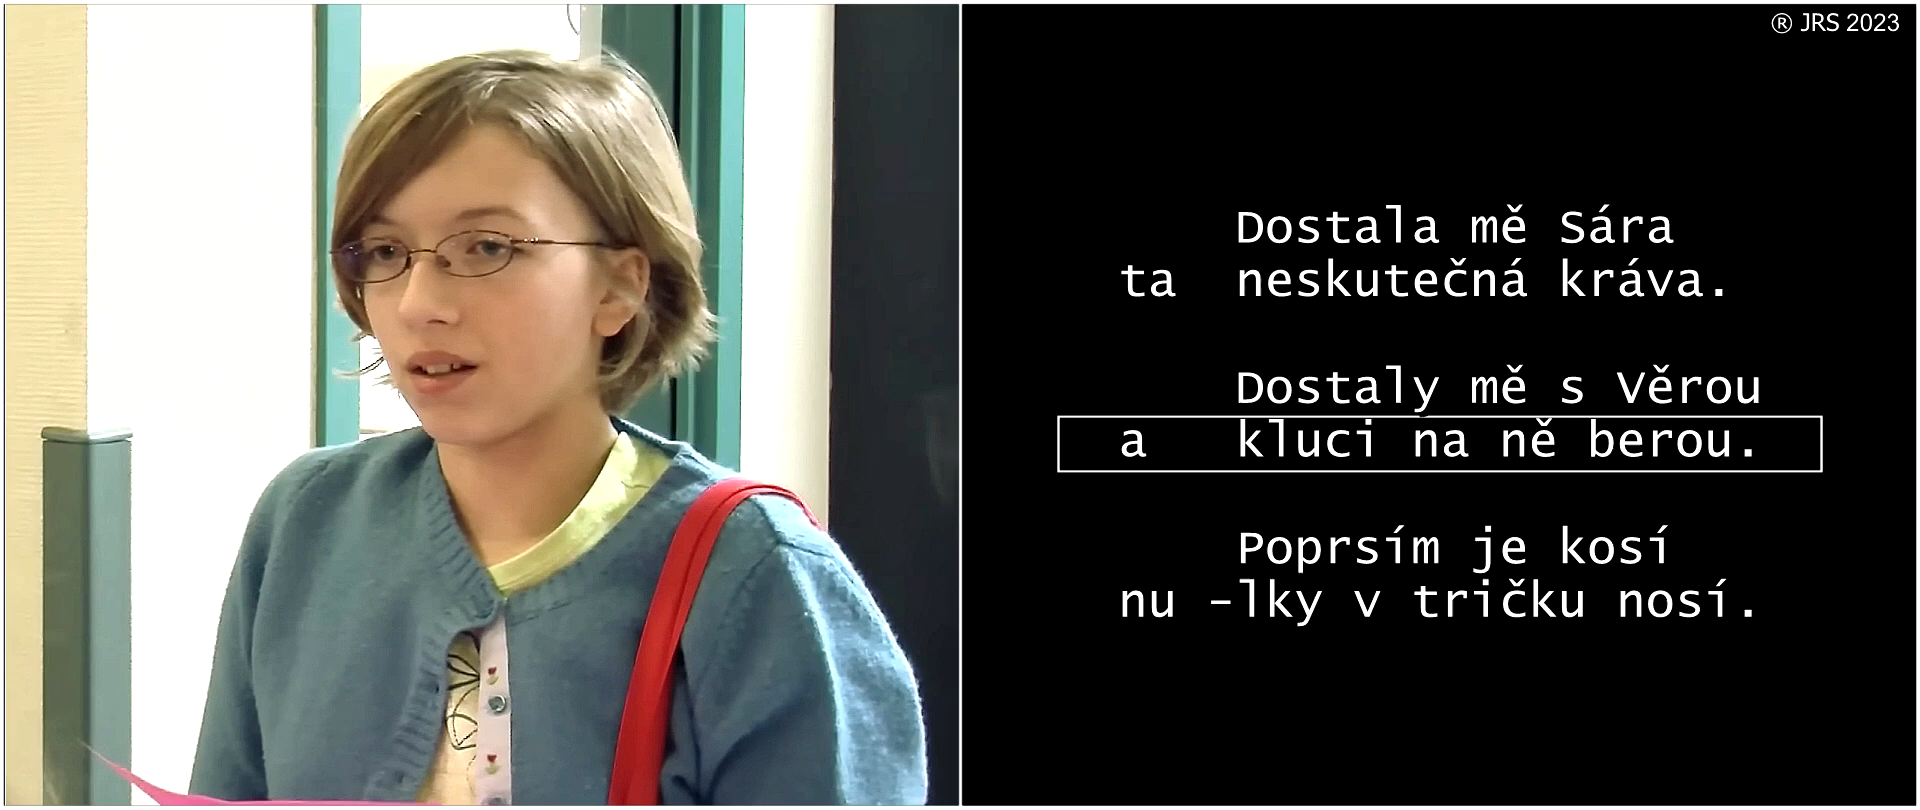 ® JRS 2023
Dostala mě Sára
ta neskutečná kráva.
Dostaly mě s Věrou
a kluci na ně berou.
Poprsím je kosí
nu -lky v tričku nosí.